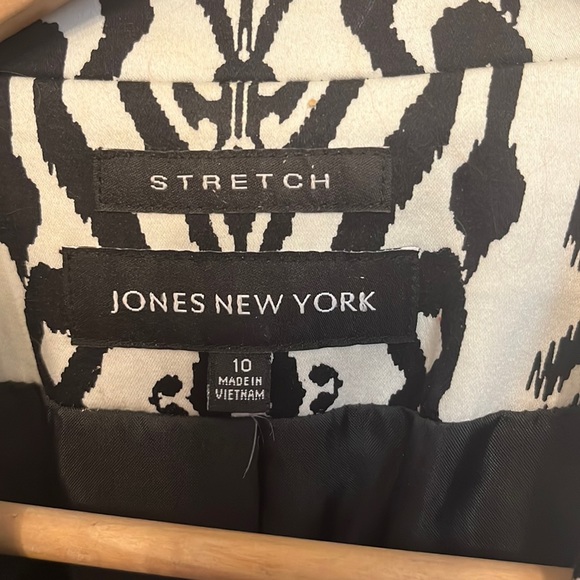 STRETCH
JONES NEW YORK
10
MADE IN
VIETNAM